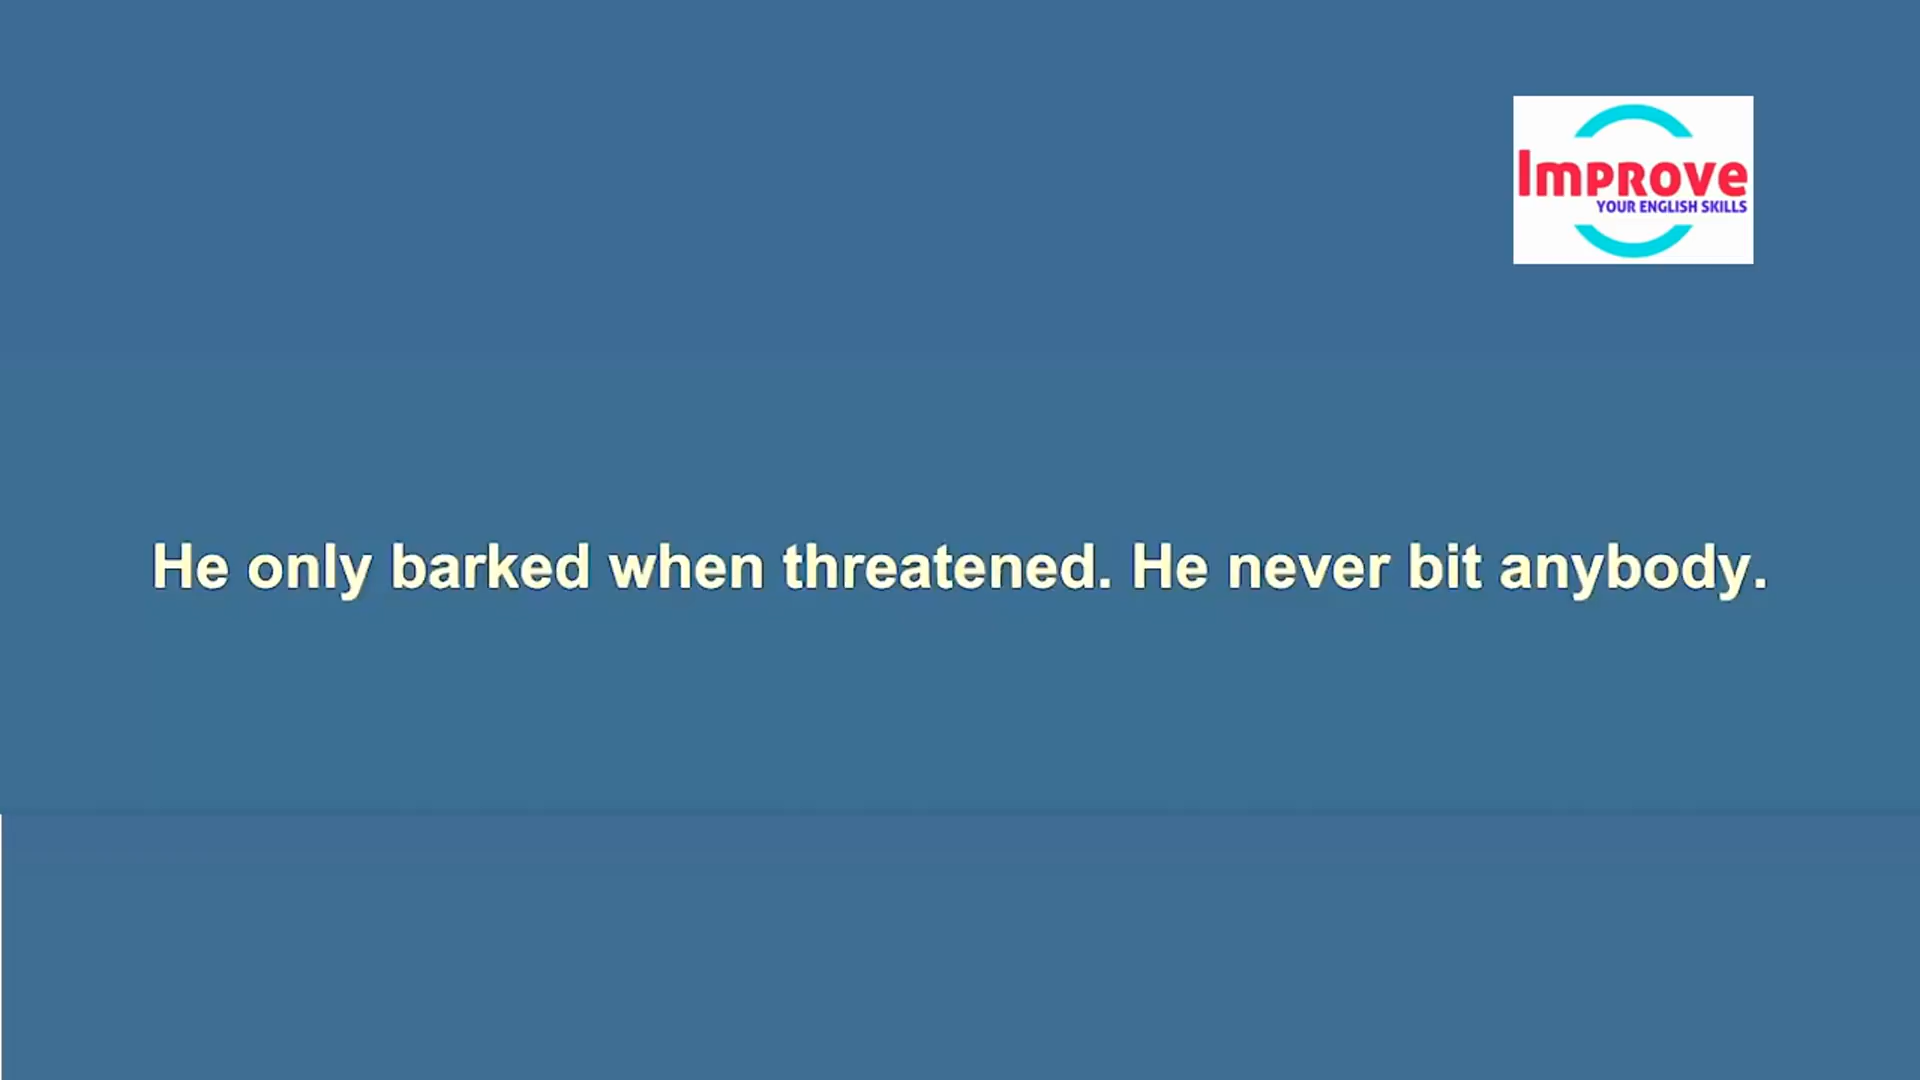 Improve
YOUR ENGLISH SKILLS
He only barked when threatened. He never bit anybody.